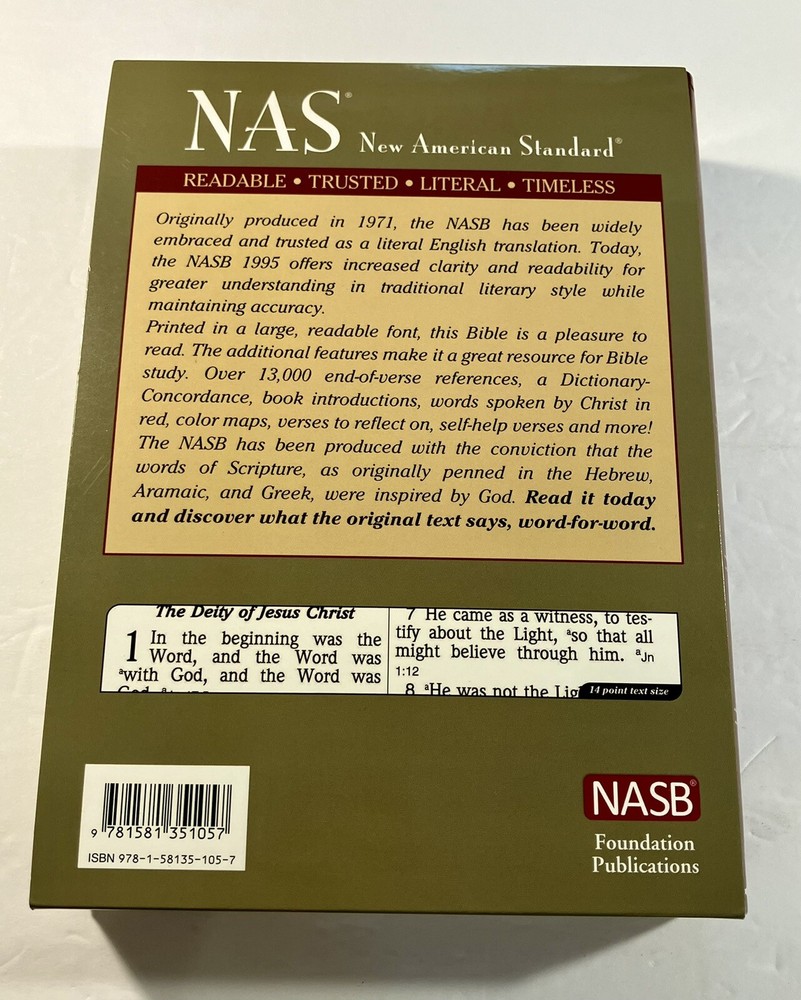 NAS® New American Standard®
READABLE • TRUSTED • LITERAL • TIMELESS
Originally produced in 1971, the NASB has been widely
embraced and trusted as a literal English translation. Today,
the NASB 1995 offers increased clarity and readability for
greater understanding in traditional literary style while
maintaining accuracy.
Printed in a large, readable font, this Bible is a pleasure to
read. The additional features make it a great resource for Bible
study. Over 13,000 end-of-verse references, a Dictionary-
Concordance, book introductions, words spoken by Christ in
red, color maps, verses to reflect on, self-help verses and more!
The NASB has been produced with the conviction that the
words of Scripture, as originally penned in the Hebrew,
Aramaic, and Greek, were inspired by God. Read it today
and discover what the original text says, word-for-word.
The Deity of Jesus Christ
1 In the beginning was the
Word, and the Word was
ᵃwith God, and the Word was
7 He came as a witness, to tes-
tify about the Light, ᵃso that all
might believe through him. ᵃJn
1:12
8 ᵃHe was not the
14 point text size
9 781581 351057
ISBN 978-1-58135-105-7
NASB®
Foundation
Publications